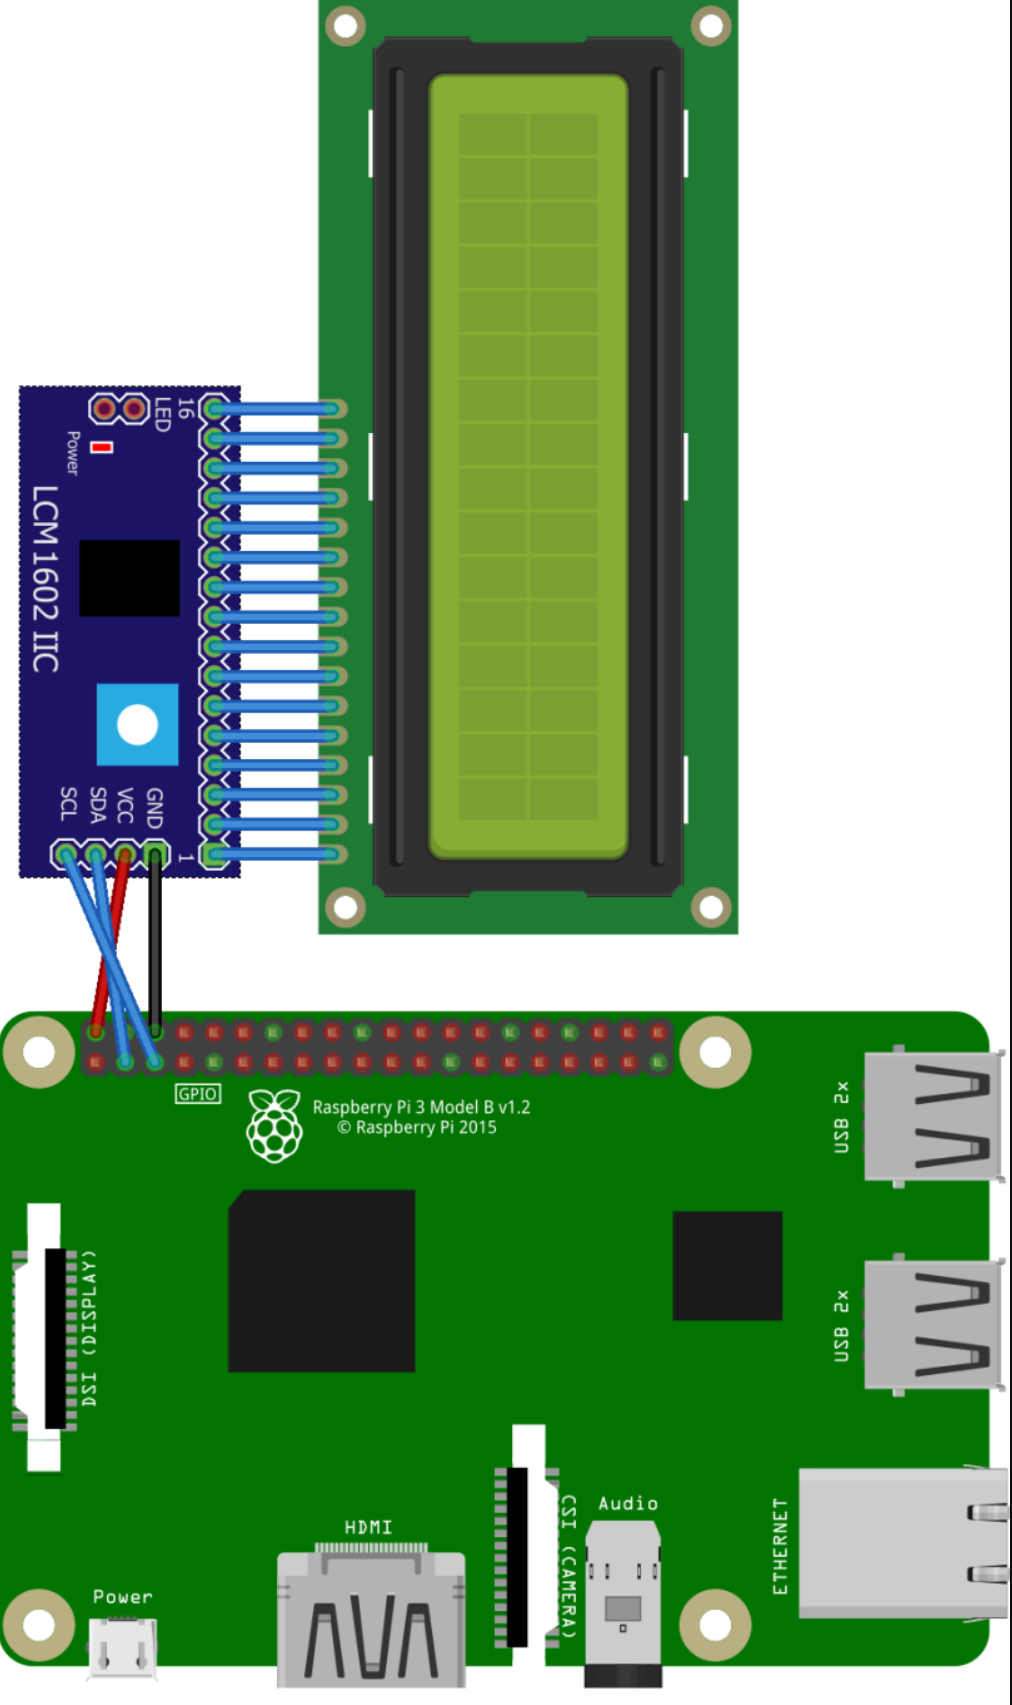 16
LED
Power
LCM1602 IIC
SCL
SDA
VCC
GND
1
GPIO
Raspberry Pi 3 Model B v1.2
© Raspberry Pi 2015
USB 2x
DSI (DISPLAY)
USB 2x
CSI (CAMERA)
Audio
ETHERNET
HDMI
Power